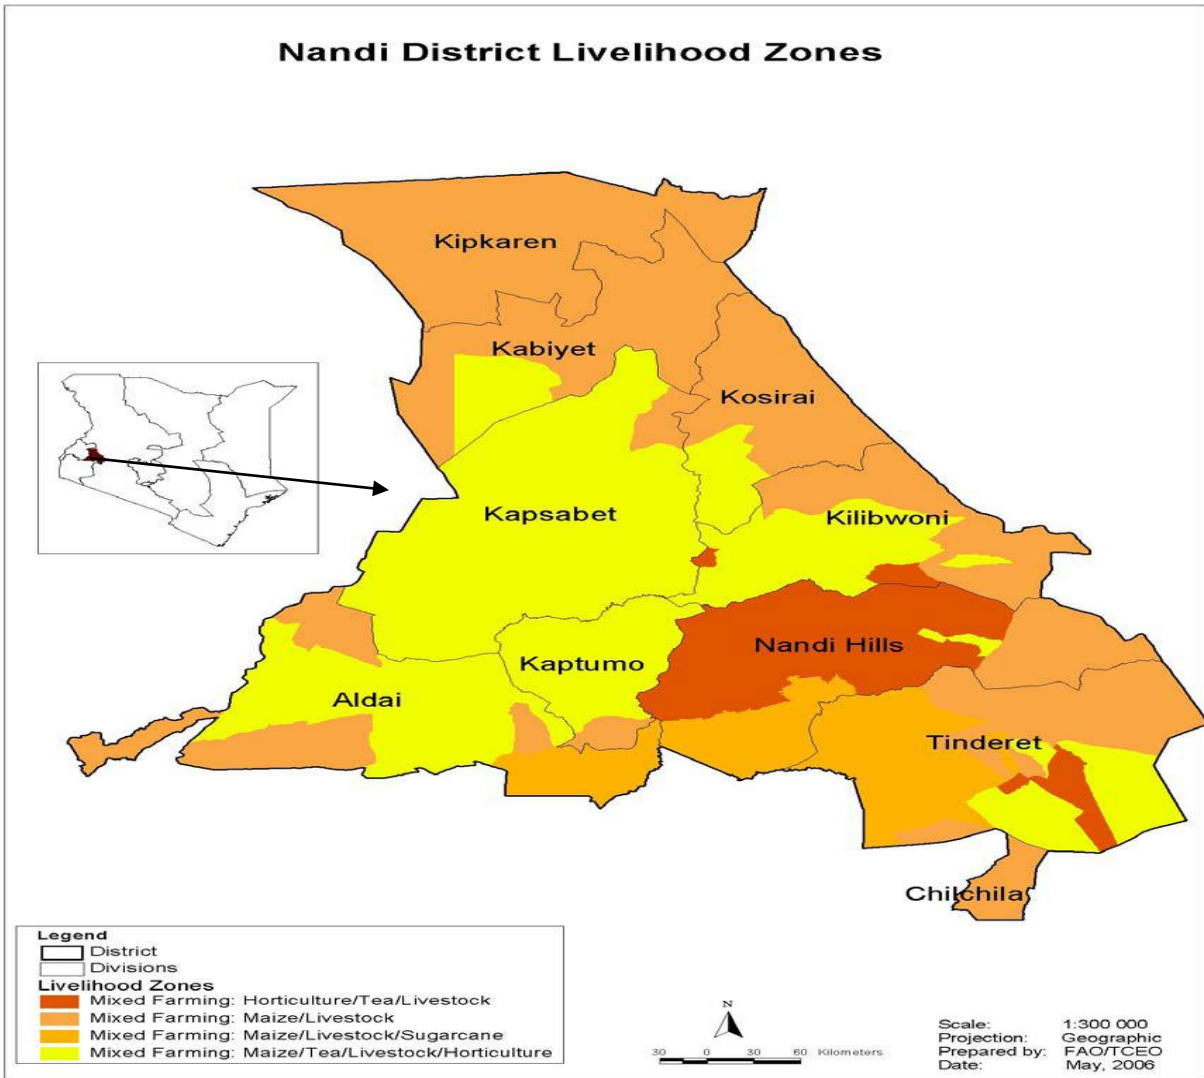 Nandi District Livelihood Zones
Kipkaren
Kabiyet
Kosirai
Kapsabet
Kilibwoni
Nandi Hills
Kaptumo
Aldai
Tinderet
Chilchila
Legend
District
Divisions
Livelihood Zones
Mixed Farming: Horticulture/Tea/Livestock
Mixed Farming: Maize/Livestock
Mixed Farming: Maize/Livestock/Sugarcane
Mixed Farming: Maize/Tea/Livestock/Horticulture
N
30 0 30 60 Kilometers
Scale: 1:300 000
Projection: Geographic
Prepared by: FAO/TCEO
Date: May, 2006